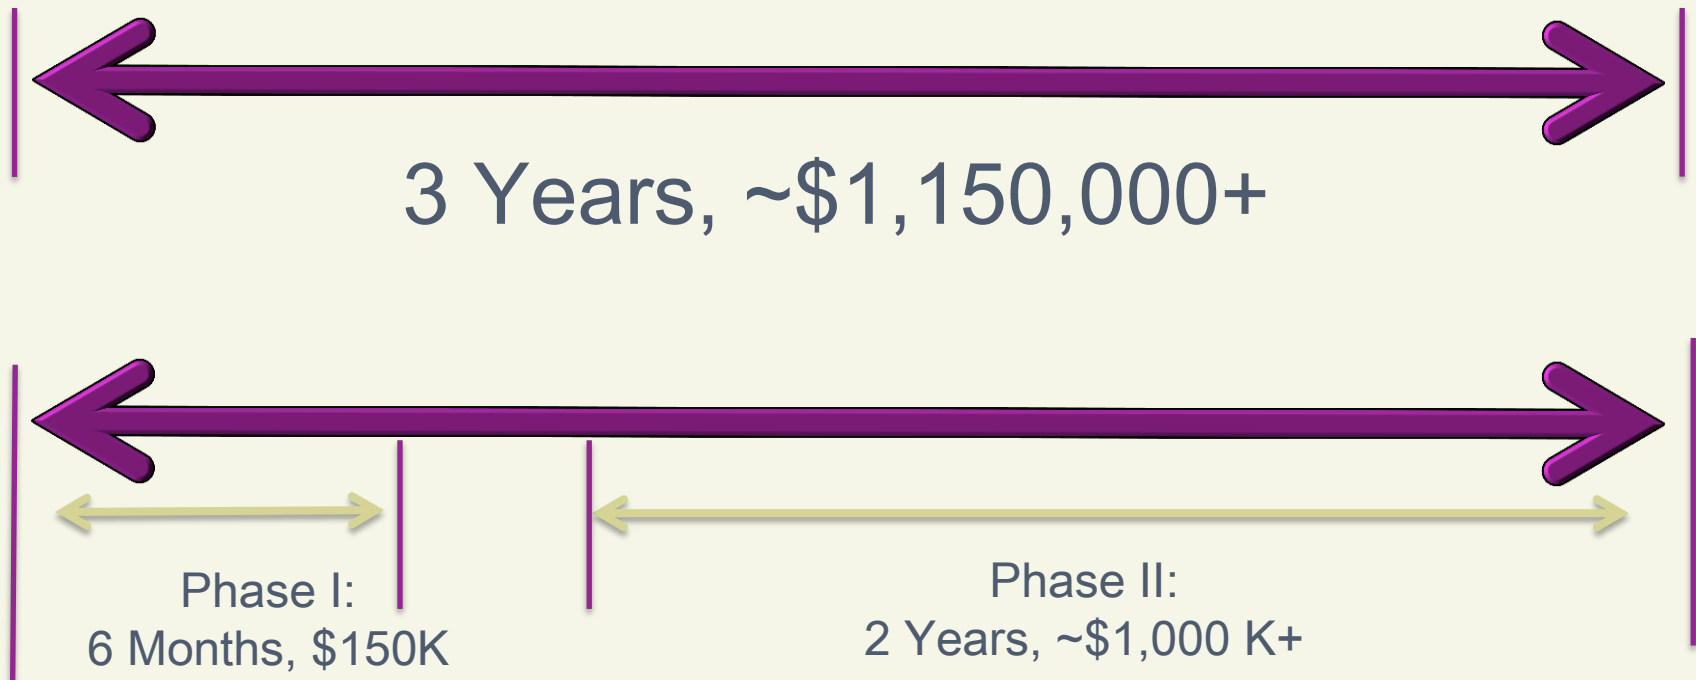 3 Years, ~$1,150,000+
Phase I:
6 Months, $150K
Phase II:
2 Years, ~$1,000 K+